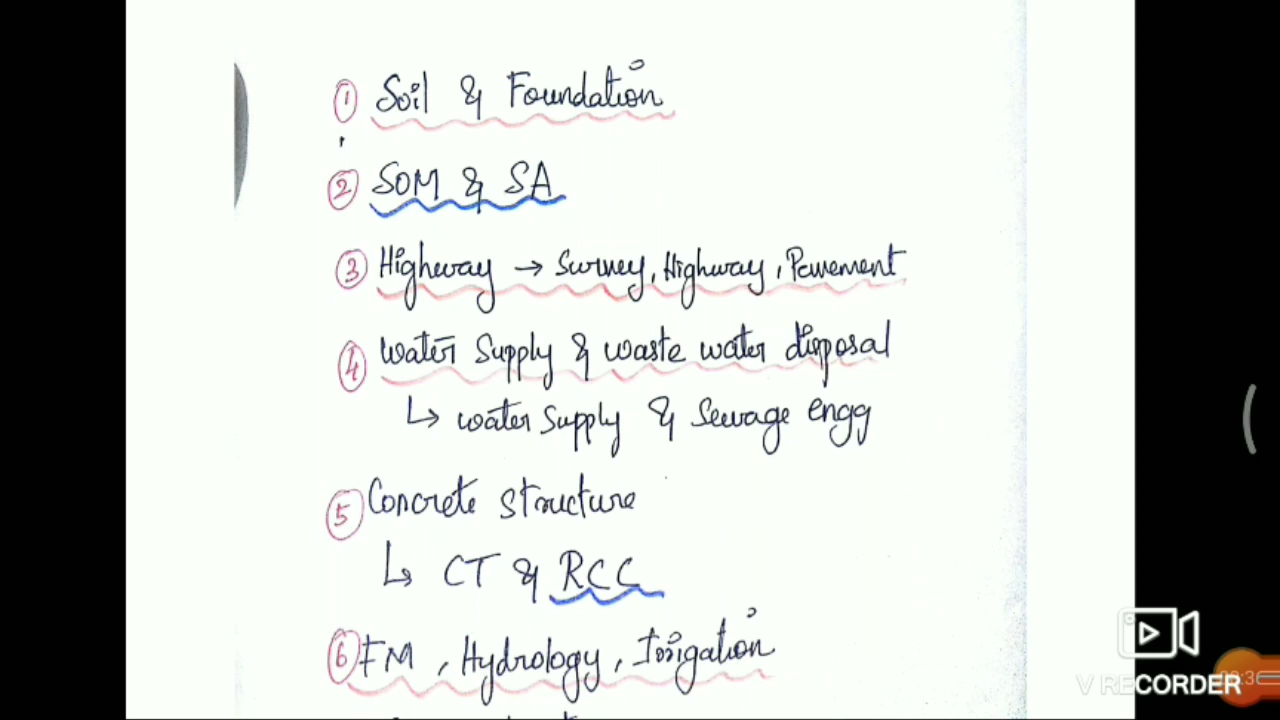 ① Soil & Foundation
② SOM & SA
③ Highway → Survey, Highway, Pavement
④ Water Supply & waste water disposal
↳ water supply & Sewage engg
⑤ Concrete structure
↳ CT & RCC
⑥ FM, Hydrology, Irrigation
V RECORDER